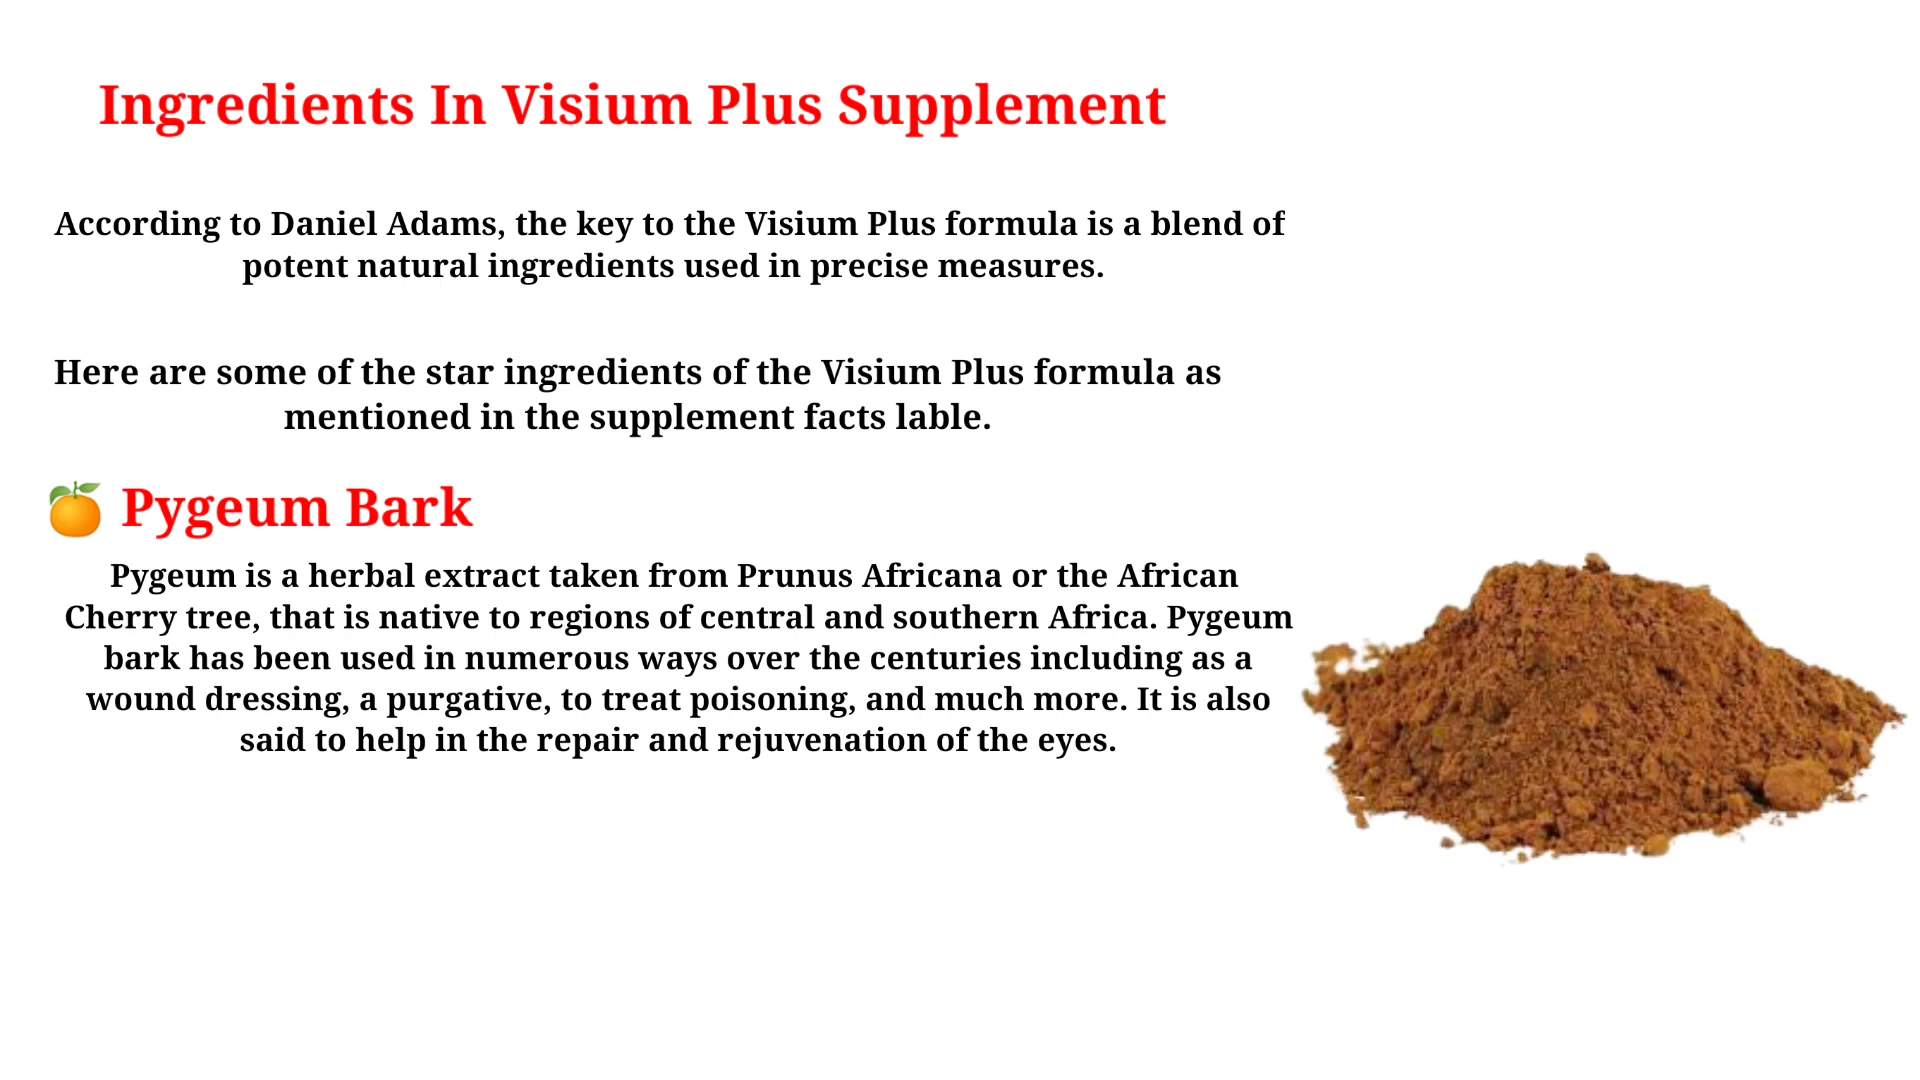 Ingredients In Visium Plus Supplement
According to Daniel Adams, the key to the Visium Plus formula is a blend of
potent natural ingredients used in precise measures.
Here are some of the star ingredients of the Visium Plus formula as
mentioned in the supplement facts lable.
🍊 Pygeum Bark
Pygeum is a herbal extract taken from Prunus Africana or the African
Cherry tree, that is native to regions of central and southern Africa. Pygeum
bark has been used in numerous ways over the centuries including as a
wound dressing, a purgative, to treat poisoning, and much more. It is also
said to help in the repair and rejuvenation of the eyes.